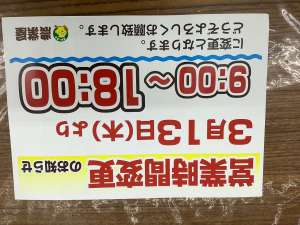 営業時間変更のお知らせ
3月13日(木)より
9:00～18:00
に変更となります。
どうぞよろしくお願致します。
農業屋